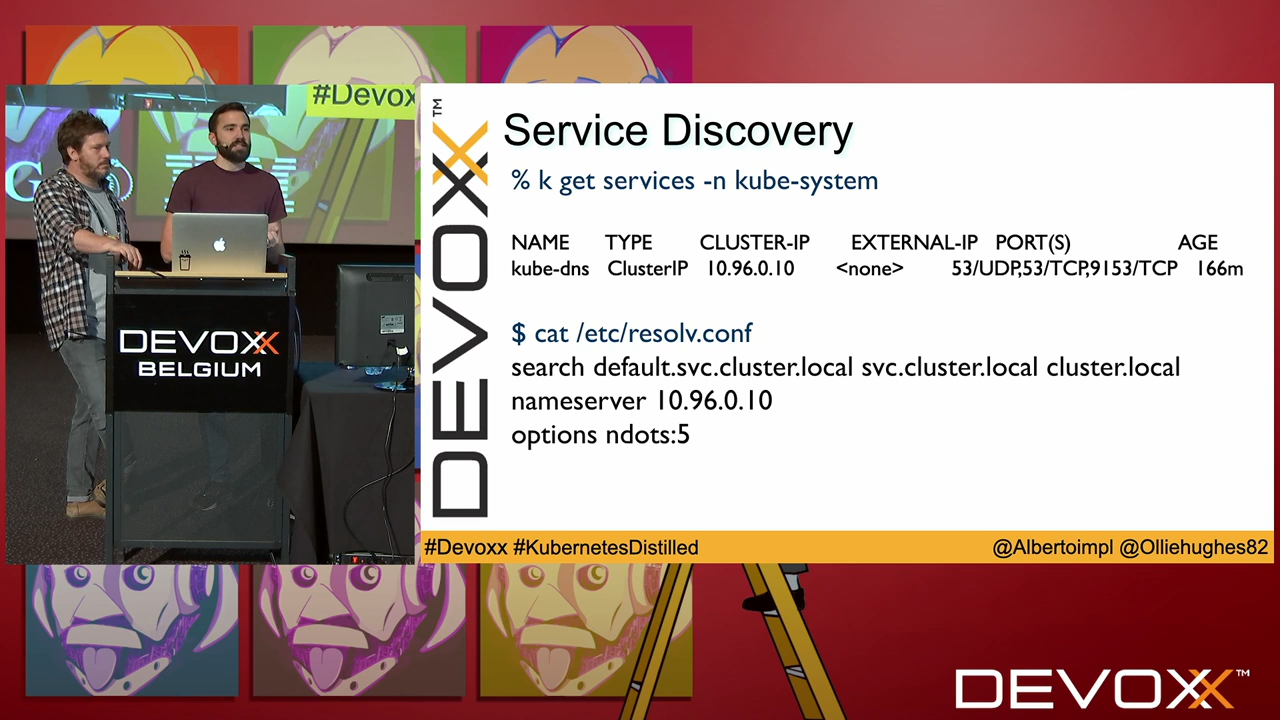 #Devox
G
DEVOXX
BELGIUM
DEVOXX™
Service Discovery
% k get services -n kube-system
NAME TYPE CLUSTER-IP EXTERNAL-IP PORT(S) AGE
kube-dns ClusterIP 10.96.0.10 <none> 53/UDP,53/TCP,9153/TCP 166m
$ cat /etc/resolv.conf
search default.svc.cluster.local svc.cluster.local cluster.local
nameserver 10.96.0.10
options ndots:5
#Devoxx #KubernetesDistilled
@Albertoimpl @Olliehughes82
DEVOXX™